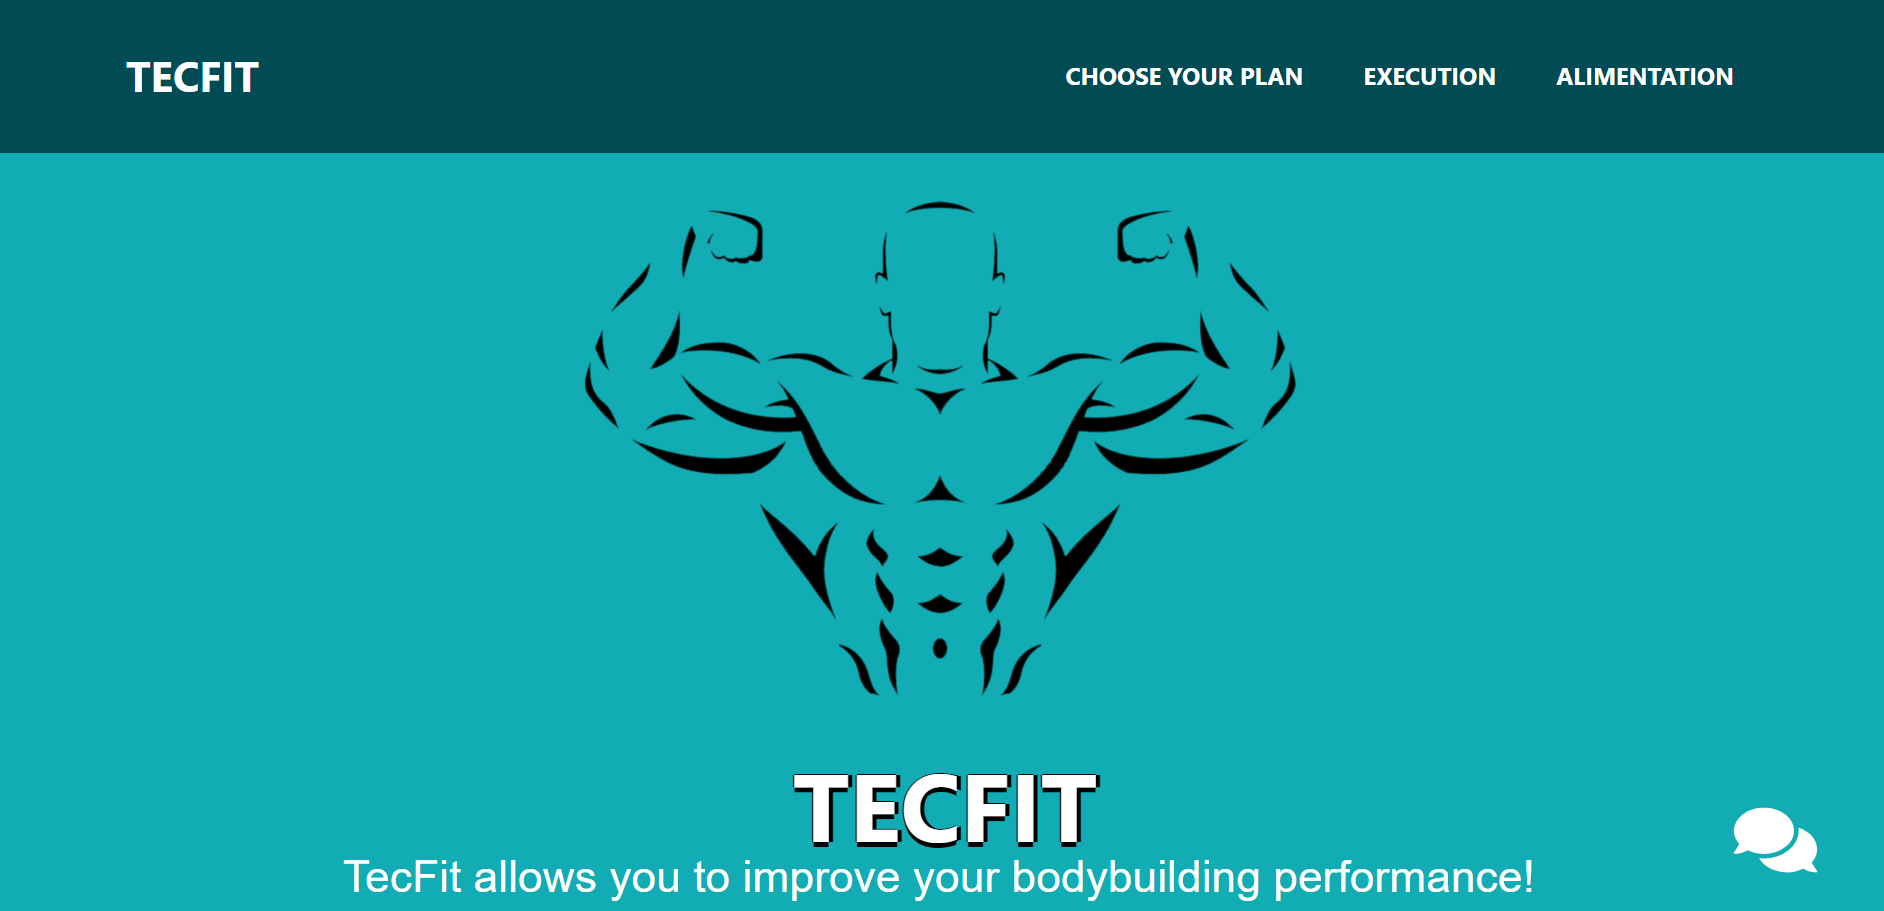 TECFIT
CHOOSE YOUR PLAN
EXECUTION
ALIMENTATION
TECFIT
TecFit allows you to improve your bodybuilding performance!